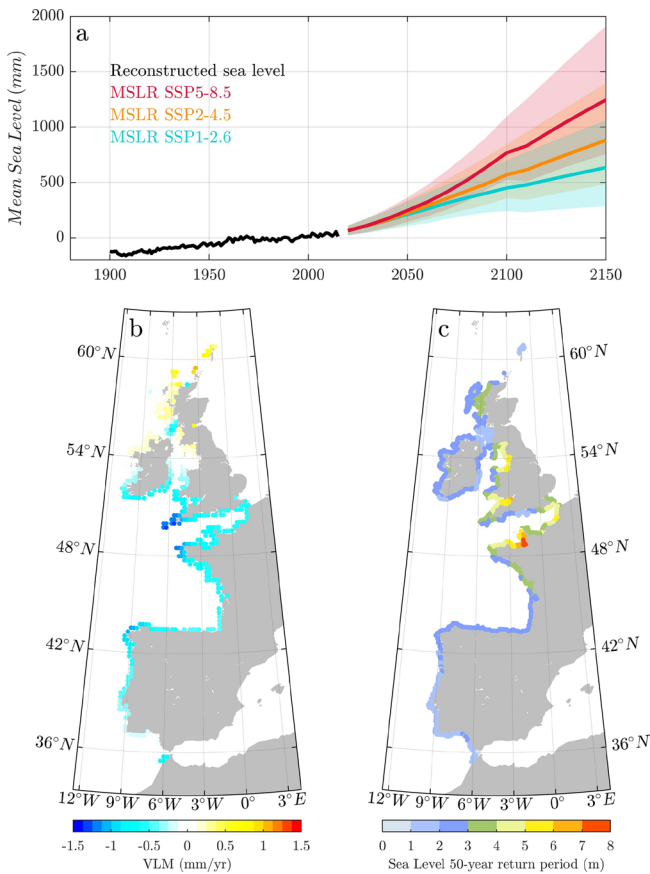 2000
1500
1000
500
0
Mean Sea Level (mm)
a
Reconstructed sea level
MSLR SSP5-8.5
MSLR SSP2-4.5
MSLR SSP1-2.6
1900 1950 2000 2050 2100 2150
b c
60°N 60°N
54°N 54°N
48°N 48°N
42°N 42°N
36°N 36°N
12°W 9°W 6°W 3°W 0° 3°E 12°W 9°W 6°W 3°W 0° 3°E
-1.5 -1 -0.5 0 0.5 1 1.5 0 1 2 3 4 5 6 7 8
VLM (mm/yr) Sea Level 50-year return period (m)